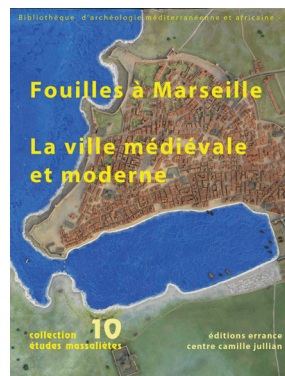 Bibliothèque d'archéologie méditerranéenne et africaine -
Fouilles à Marseille
La ville médiévale
et moderne
collection 10
études massaliètes
éditions errance
centre camille jullian